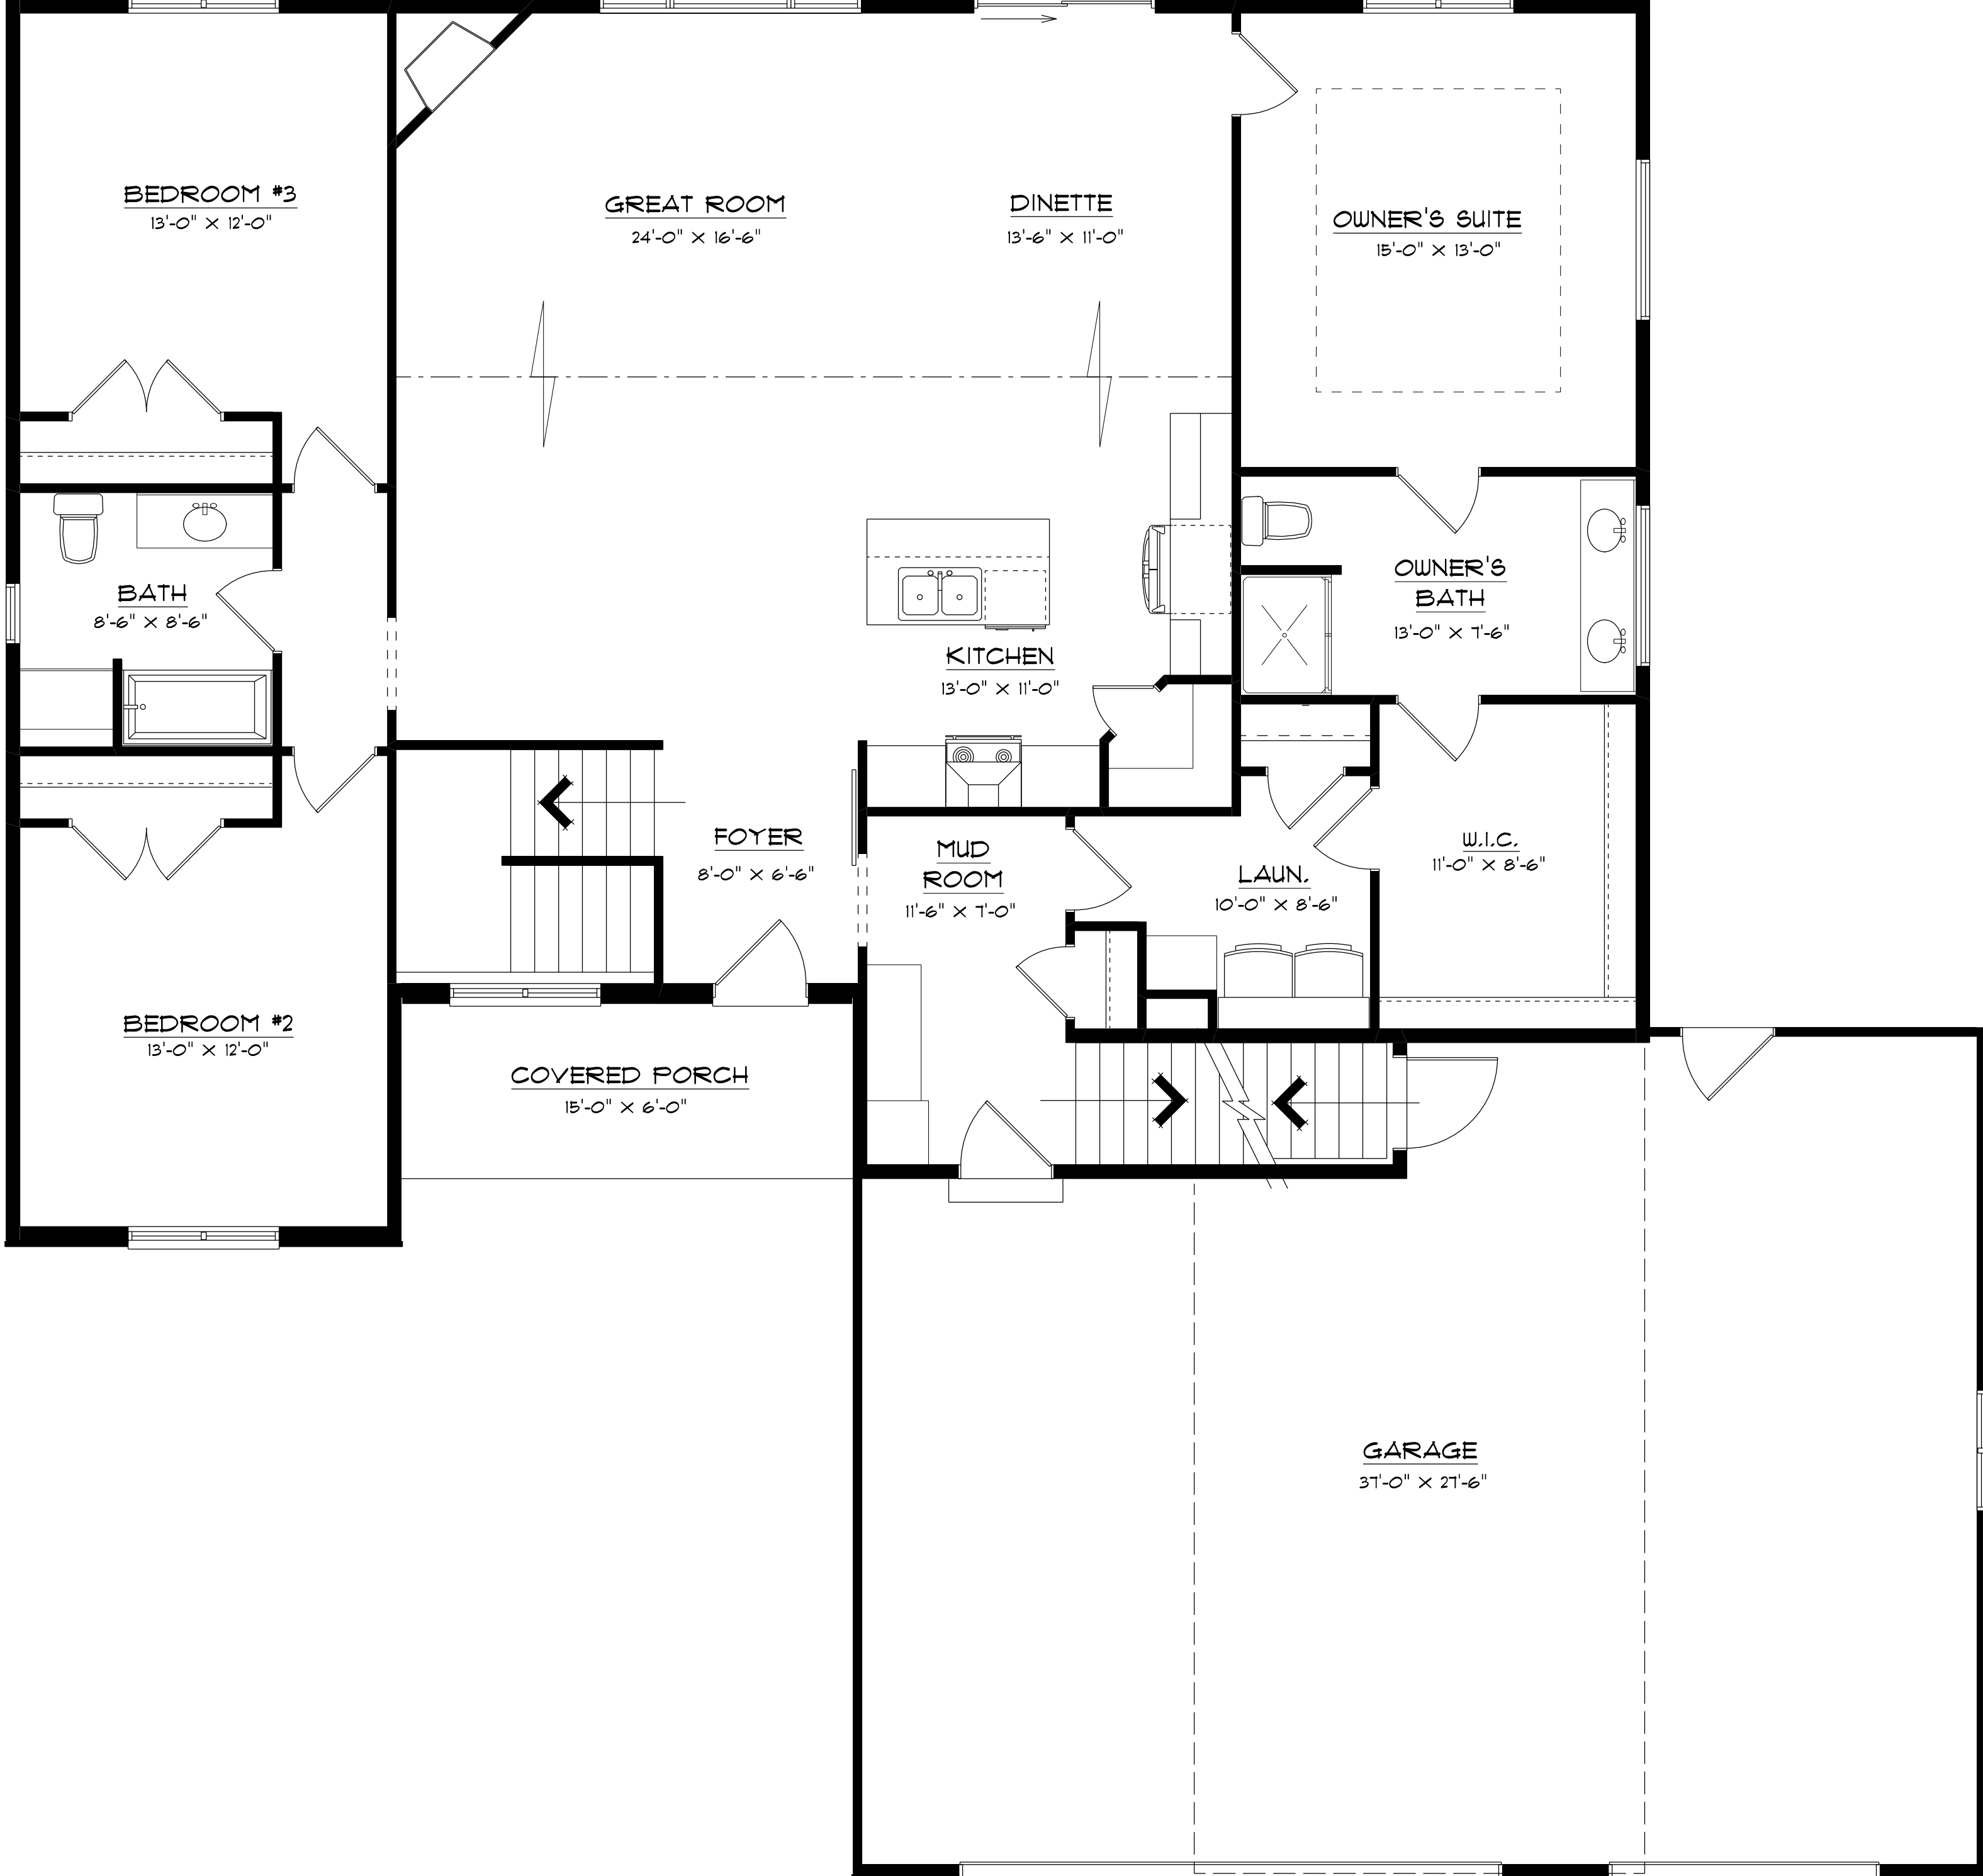 BEDROOM #3
13'-0" X 12'-0"
GREAT ROOM
24'-0" X 16'-6"
DINETTE
13'-6" X 11'-0"
OWNER'S SUITE
15'-0" X 13'-0"
BATH
8'-6" X 8'-6"
KITCHEN
13'-0" X 11'-0"
OWNER'S
BATH
13'-0" X 7'-6"
FOYER
8'-0" X 6'-6"
MUD
ROOM
11'-6" X 7'-0"
LAUN.
10'-0" X 8'-6"
W.I.C.
11'-0" X 8'-6"
BEDROOM #2
13'-0" X 12'-0"
COVERED PORCH
15'-0" X 6'-0"
GARAGE
37'-0" X 27'-6"